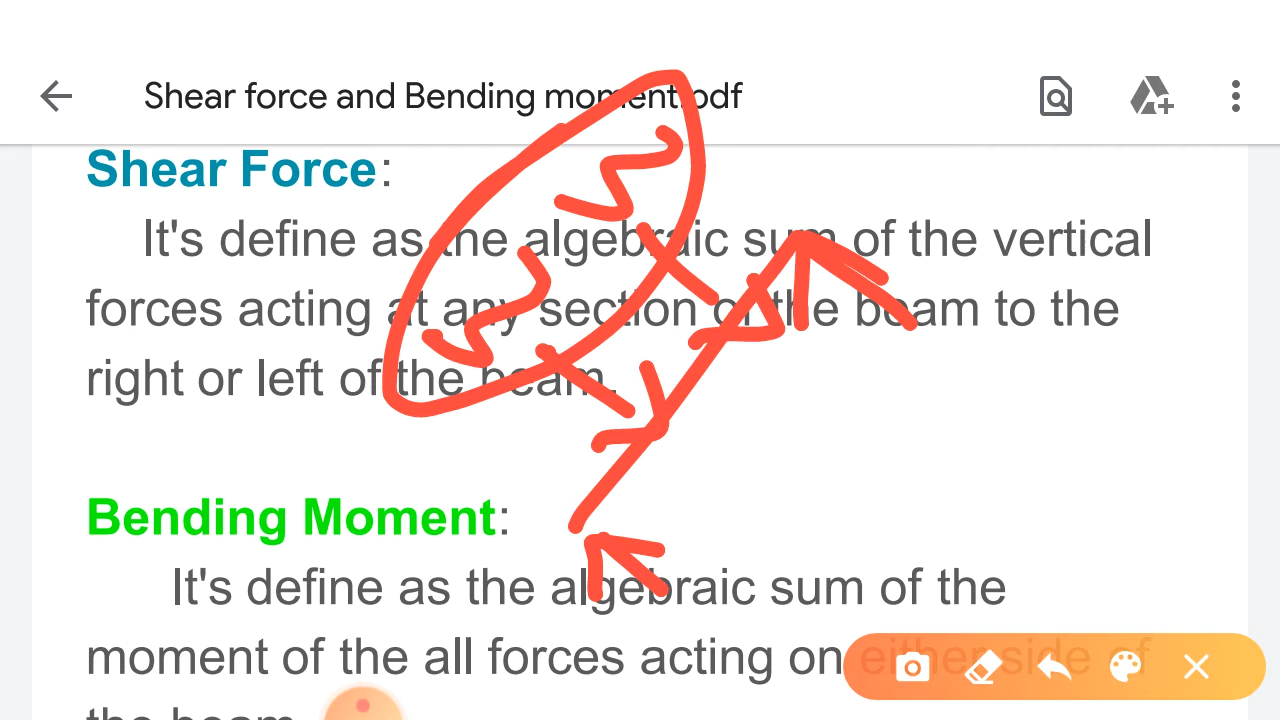 Shear force and Bending moment.pdf
Shear Force:
It's define as the algebraic sum of the vertical
forces acting at any section of the beam to the
right or left of the beam.
Bending Moment:
It's define as the algebraic sum of the
moment of the all forces acting on either side of
the beam